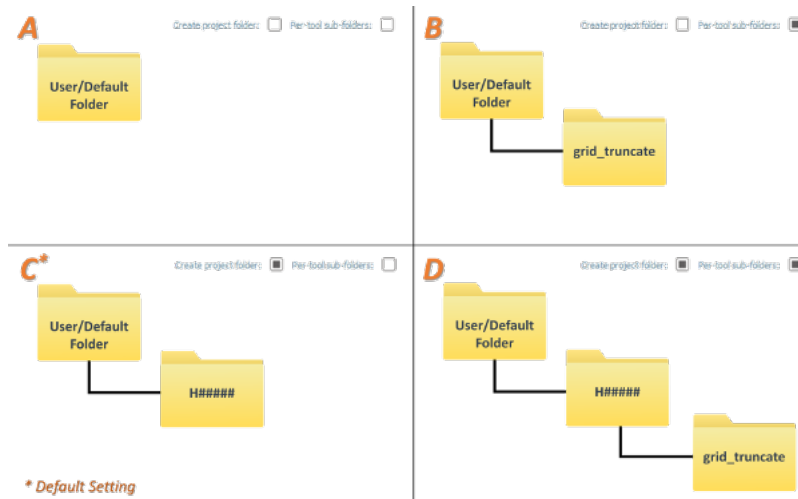 A
Create project folder: Per-tool sub-folders:
User/Default
Folder
B
Create project folder: Per-tool sub-folders:
User/Default
Folder
grid_truncate
C*
Create project folder: Per-tool sub-folders:
User/Default
Folder
H#####
* Default Setting
D
Create project folder: Per-tool sub-folders:
User/Default
Folder
H#####
grid_truncate